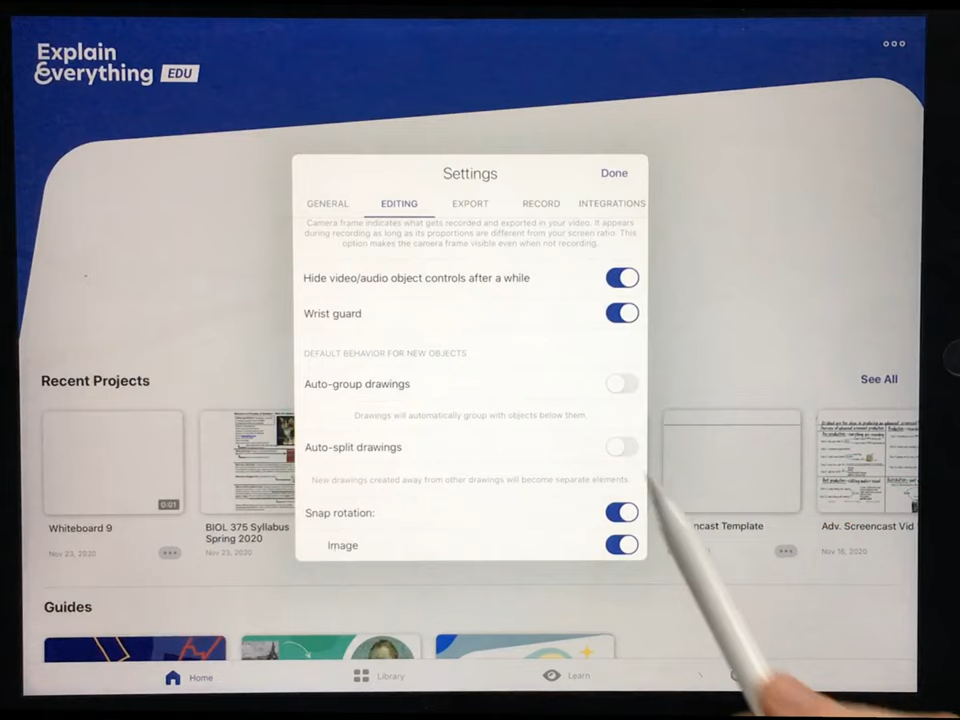 Explain
Everything EDU
Settings
Done
GENERAL
EDITING
EXPORT
RECORD
INTEGRATIONS
Camera frame indicates what gets recorded and exported in your video. It appears
during recording as long as its proportions are different from your screen ratio. This
option makes the camera frame visible even when not recording.
Hide video/audio object controls after a while
Wrist guard
DEFAULT BEHAVIOR FOR NEW OBJECTS
Auto-group drawings
Drawings will automatically group with objects below them.
Auto-split drawings
New drawings created away from other drawings will become separate elements.
Snap rotation:
Image
Recent Projects
See All
0:01
Whiteboard 9
Nov 23, 2020
BIOL 375 Syllabus
Spring 2020
Nov 23, 2020
Template
Adv. Screencast Vid
Nov 16, 2020
Guides
Home
Library
Learn